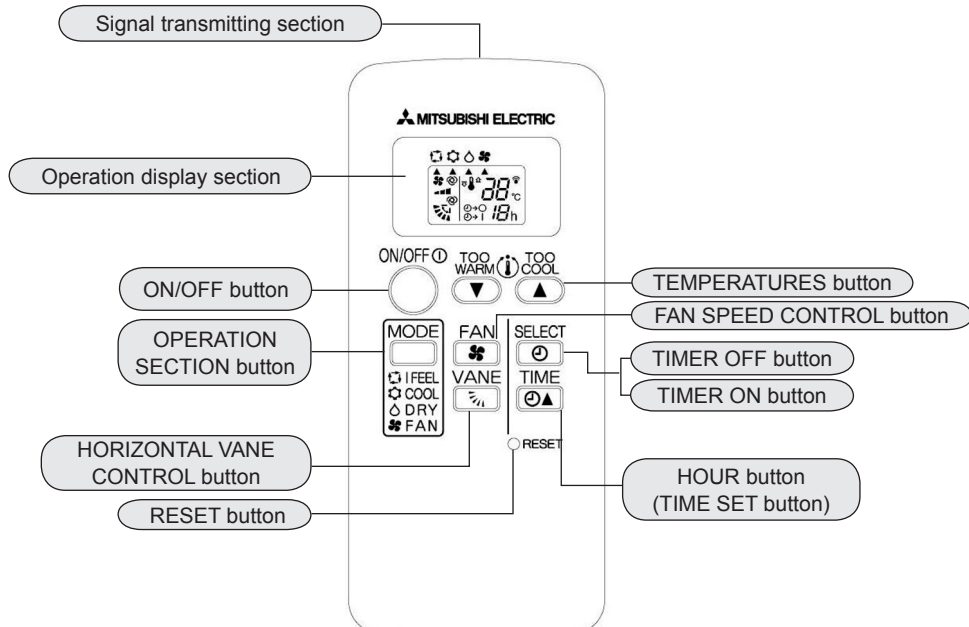 Signal transmitting section
MITSUBISHI ELECTRIC
Operation display section
38°C
18h
ON/OFF
TOO WARM
TOO COOL
ON/OFF button
TEMPERATURES button
FAN SPEED CONTROL button
MODE
FAN
SELECT
OPERATION
SECTION button
TIMER OFF button
TIMER ON button
I FEEL
COOL
DRY
FAN
VANE
TIME
RESET
HORIZONTAL VANE
CONTROL button
HOUR button
(TIME SET button)
RESET button